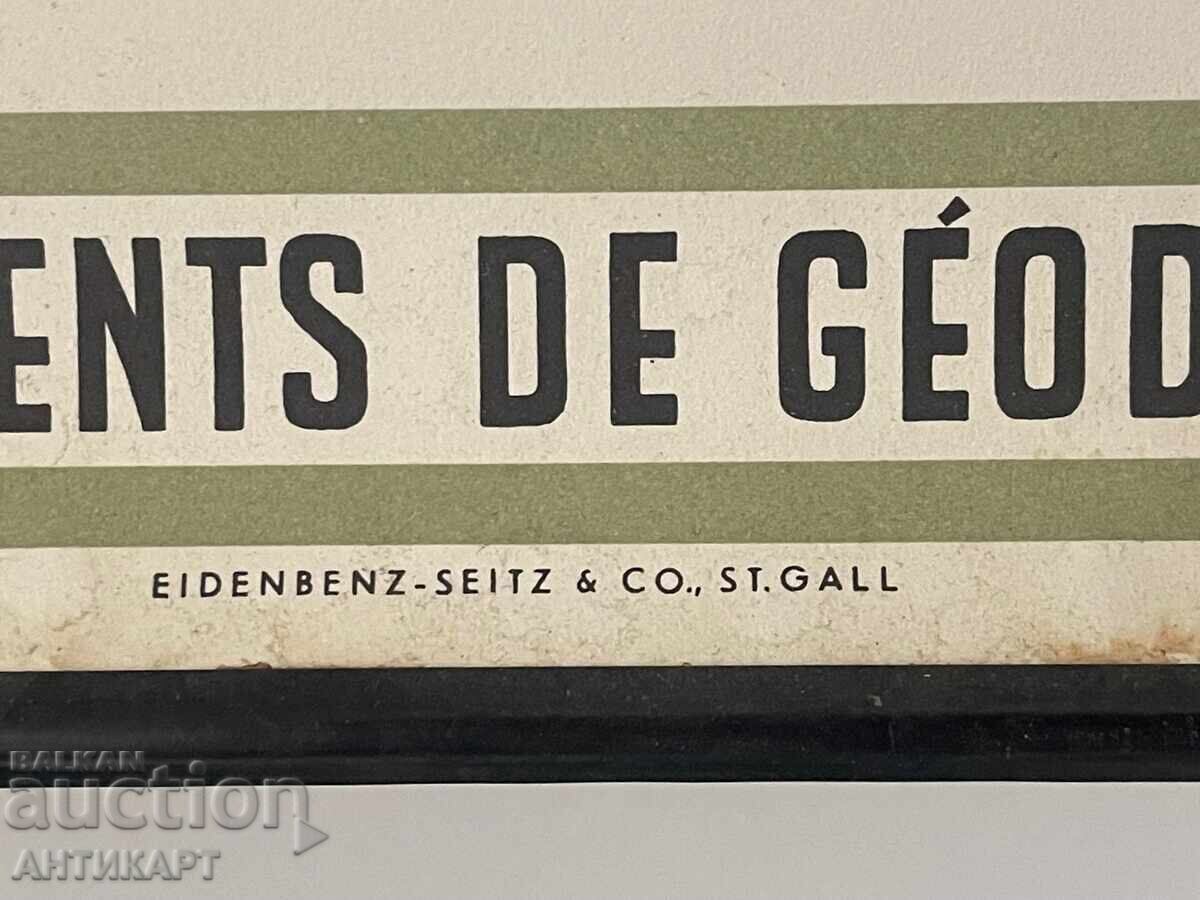 ENTS DE GÉOD
EIDENBENZ-SEITZ & CO., ST. GALL
BALKAN
auction
АНТИКАРТ